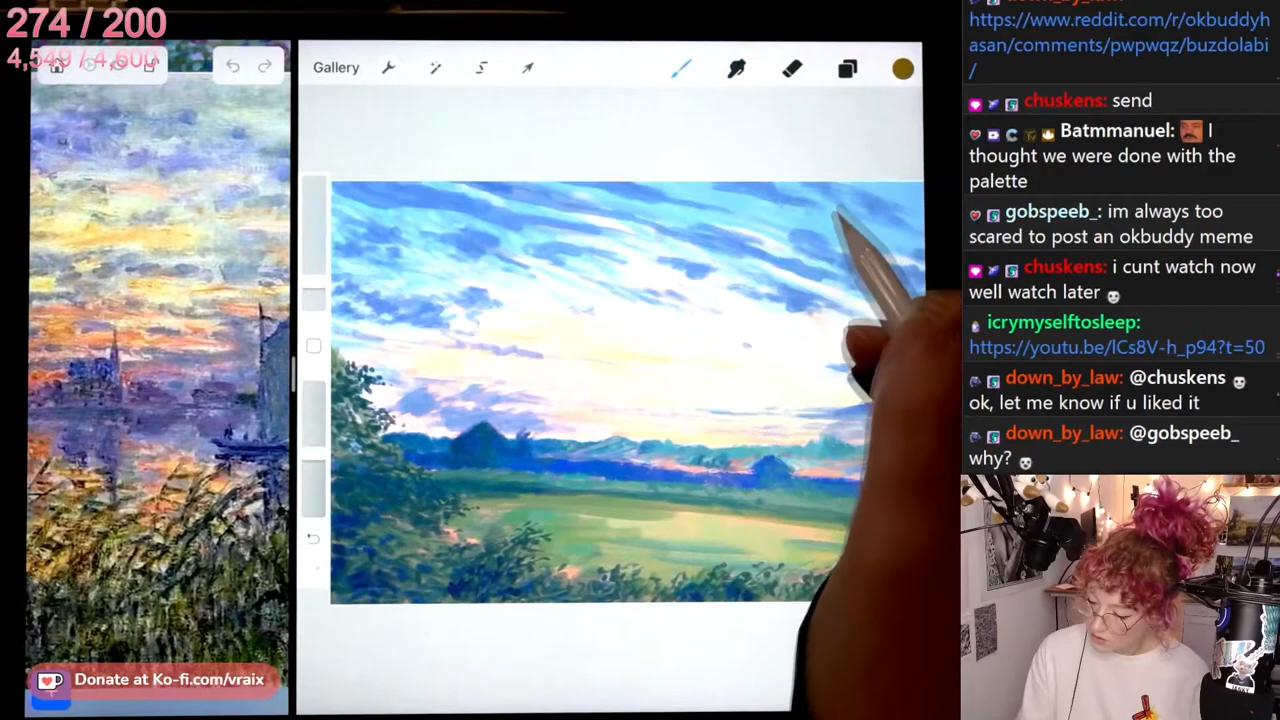 274 / 200
4,549 / 4,600
Gallery
Donate at Ko-fi.com/vraix
down_by_law:
https://www.reddit.com/r/okbuddyh
asan/comments/pwpwqz/buzdolabi
/
chuskens: send
Batmmanuel: I
thought we were done with the
palette
gobspeeb_: im always too
scared to post an okbuddy meme
chuskens: i cunt watch now
well watch later
icrymyselftosleep:
https://youtu.be/lCs8V-h_p94?t=50
down_by_law: @chuskens
ok, let me know if u liked it
down_by_law: @gobspeeb_
why?